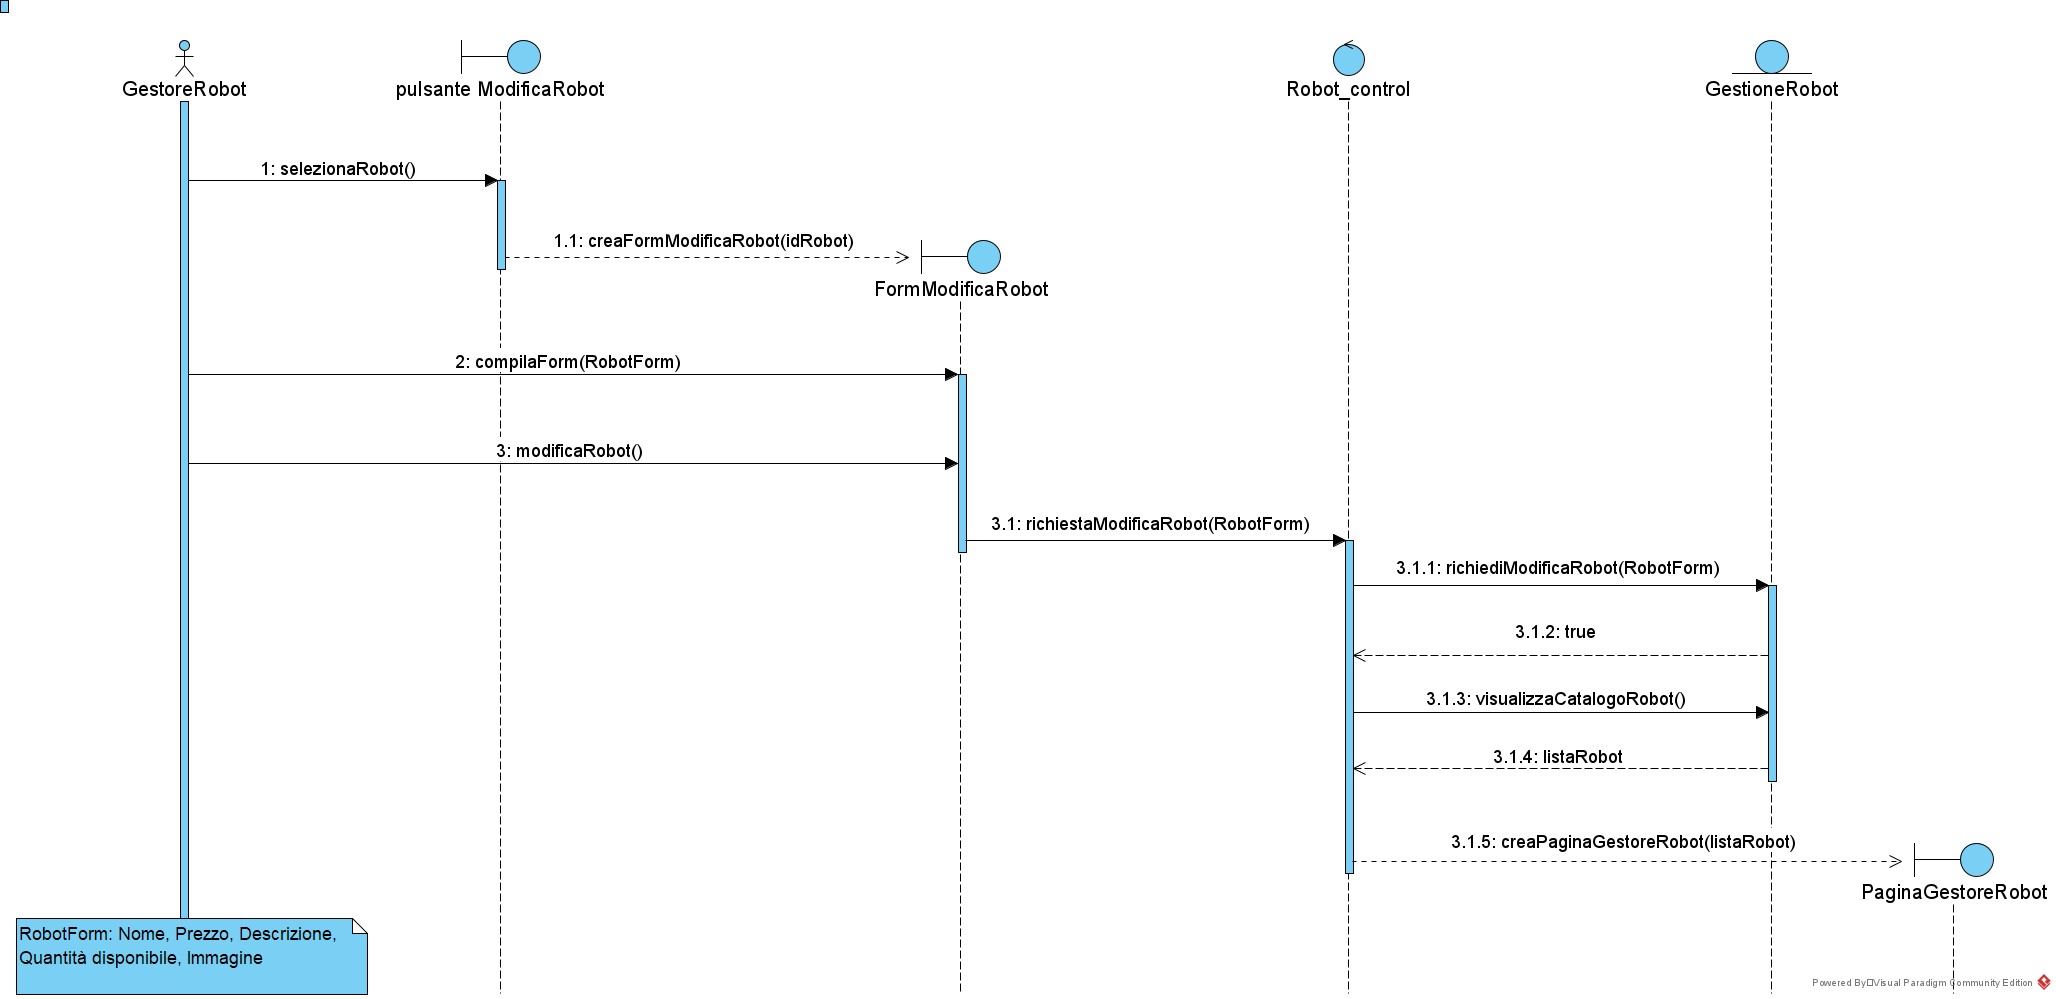 GestoreRobot
pulsante ModificaRobot
Robot_control
GestioneRobot
1: selezionaRobot()
1.1: creaFormModificaRobot(idRobot)
FormModificaRobot
2: compilaForm(RobotForm)
3: modificaRobot()
3.1: richiestaModificaRobot(RobotForm)
3.1.1: richiediModificaRobot(RobotForm)
3.1.2: true
3.1.3: visualizzaCatalogoRobot()
3.1.4: listaRobot
3.1.5: creaPaginaGestoreRobot(listaRobot)
PaginaGestoreRobot
RobotForm: Nome, Prezzo, Descrizione,
Quantità disponibile, Immagine
Powered By Visual Paradigm Community Edition